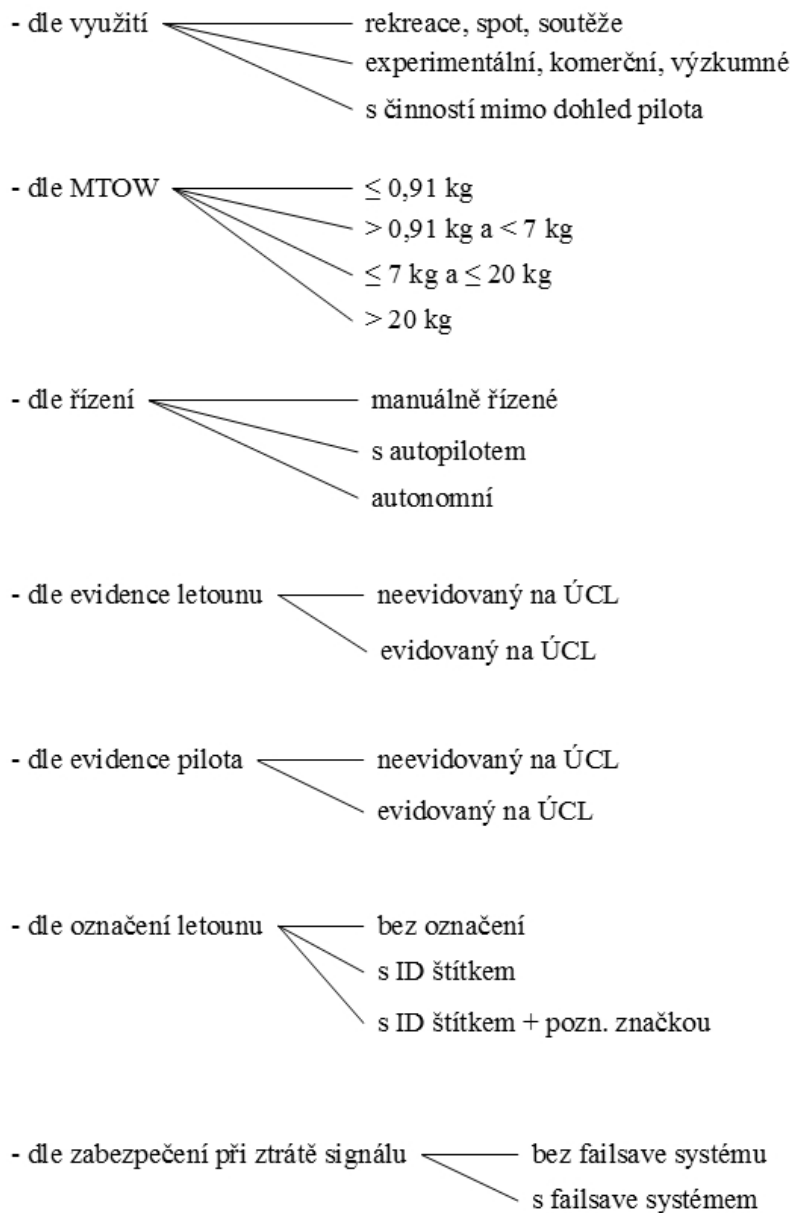 - dle využití rekreace, spot, soutěže
experimentální, komerční, výzkumné
s činností mimo dohled pilota
- dle MTOW ≤ 0,91 kg
> 0,91 kg a < 7 kg
≤ 7 kg a ≤ 20 kg
> 20 kg
- dle řízení manuálně řízené
s autopilotem
autonomní
- dle evidence letounu neevidovaný na ÚCL
evidovaný na ÚCL
- dle evidence pilota neevidovaný na ÚCL
evidovaný na ÚCL
- dle označení letounu bez označení
s ID štítkem
s ID štítkem + pozn. značkou
- dle zabezpečení při ztrátě signálu bez failsave systému
s failsave systémem